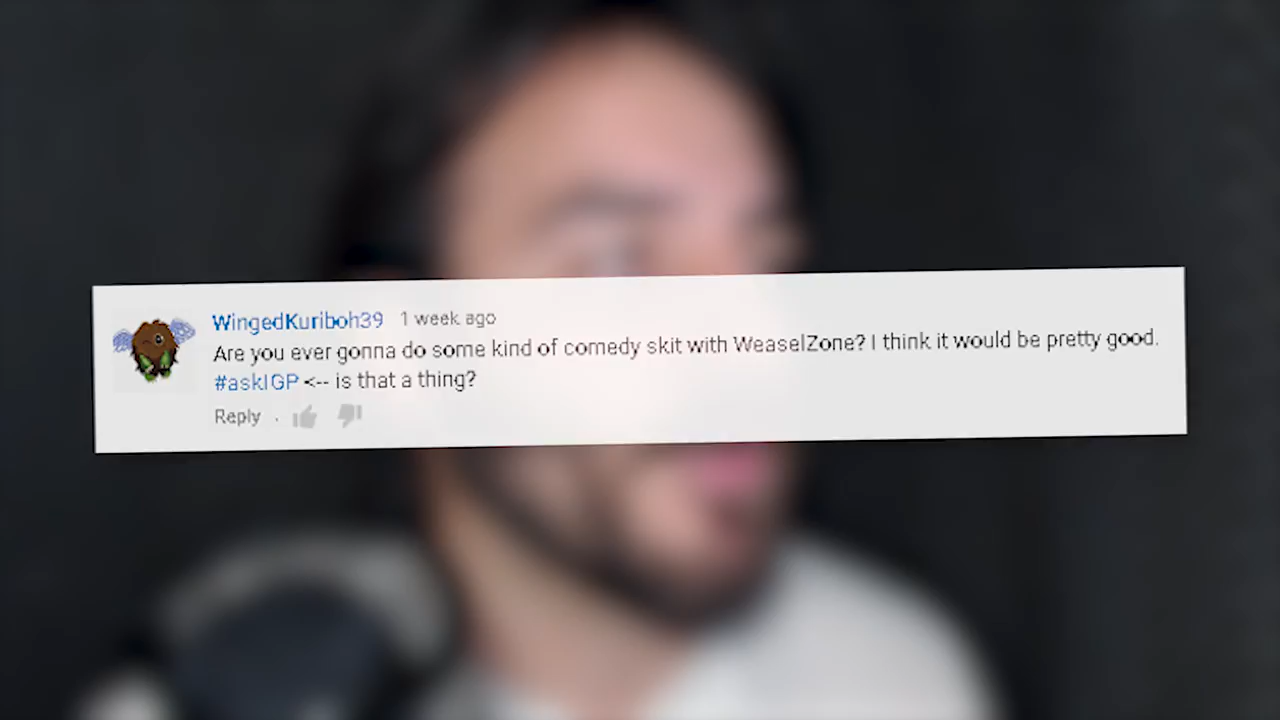 WingedKuriboh39 1 week ago
Are you ever gonna do some kind of comedy skit with WeaselZone? I think it would be pretty good.
#askIGP <-- is that a thing?
Reply ·